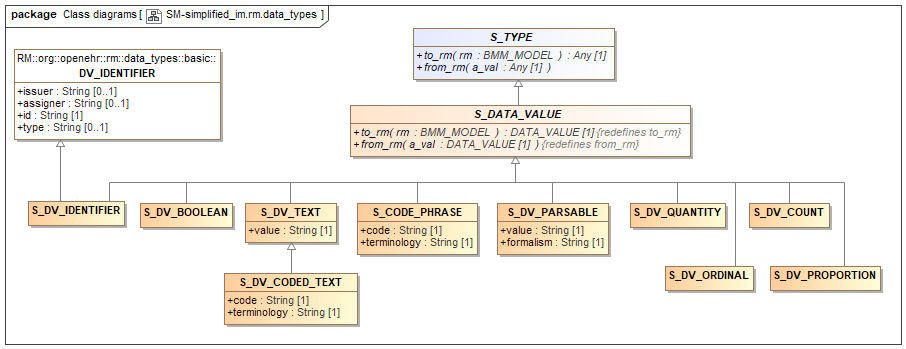 package Class diagrams [ SM-simplified_im.rm.data_types ]
S_TYPE
+to_rm( rm : BMM_MODEL ) : Any [1]
+from_rm( a_val : Any [1] )
RM::org::openehr::rm::data_types::basic::
DV_IDENTIFIER
+issuer : String [0..1]
+assigner : String [0..1]
+id : String [1]
+type : String [0..1]
S_DATA_VALUE
+to_rm( rm : BMM_MODEL ) : DATA_VALUE [1] {redefines to_rm}
+from_rm( a_val : DATA_VALUE [1] ) {redefines from_rm}
S_DV_IDENTIFIER
S_DV_BOOLEAN
S_DV_TEXT
+value : String [1]
S_CODE_PHRASE
+code : String [1]
+terminology : String [1]
S_DV_PARSABLE
+value : String [1]
+formalism : String [1]
S_DV_QUANTITY
S_DV_COUNT
S_DV_CODED_TEXT
+code : String [1]
+terminology : String [1]
S_DV_ORDINAL
S_DV_PROPORTION